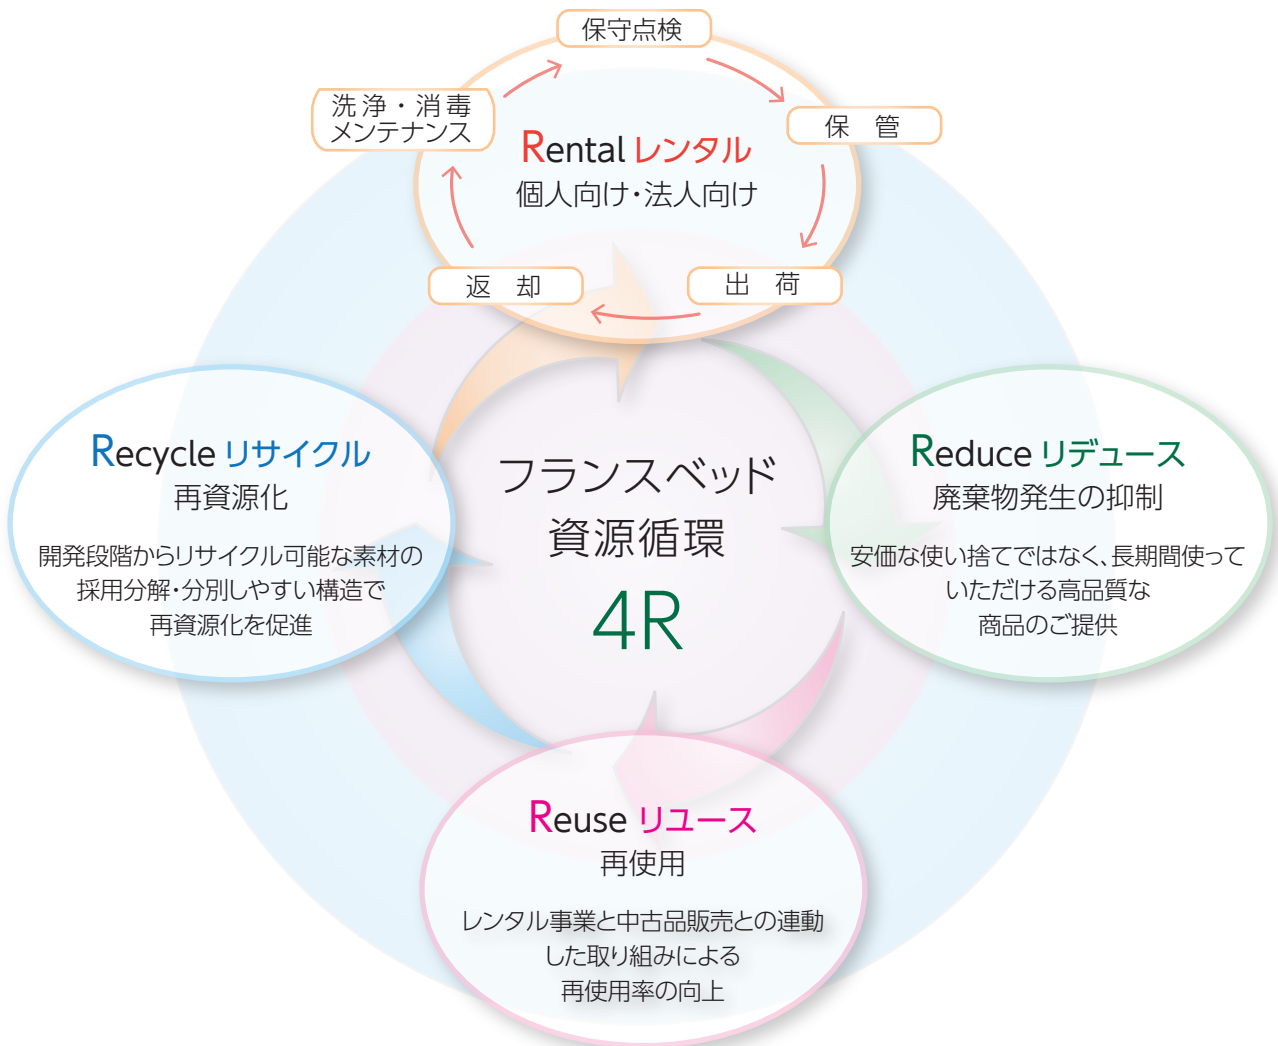 保守点検
洗浄・消毒
メンテナンス
保 管
Rental レンタル
個人向け・法人向け
返 却
出 荷
Recycle リサイクル
再資源化
開発段階からリサイクル可能な素材の
採用分解・分別しやすい構造で
再資源化を促進
フランスベッド
資源循環
4R
Reduce リデュース
廃棄物発生の抑制
安価な使い捨てではなく、長期間使って
いただける高品質な
商品のご提供
Reuse リユース
再使用
レンタル事業と中古品販売との連動
した取り組みによる
再使用率の向上